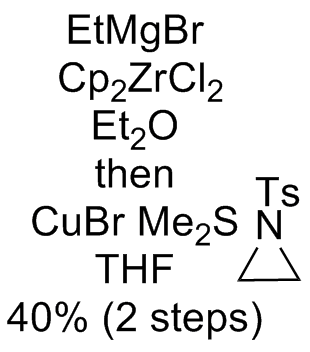 EtMgBr
Cp2ZrCl2
Et2O
then
Ts
CuBr Me2S N
THF
40% (2 steps)